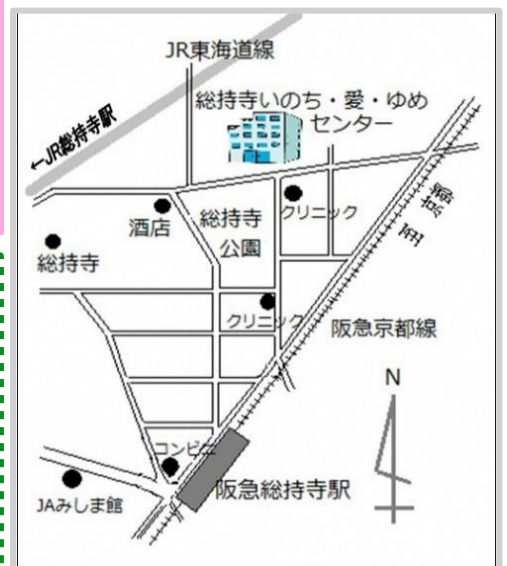 JR東海道線
総持寺いのち・愛・ゆめ
センター
←JR総持寺駅
酒店
総持寺
公園
クリニック
至京都
総持寺
クリニック
阪急京都線
N
コンビニ
阪急総持寺駅
JAみしま館